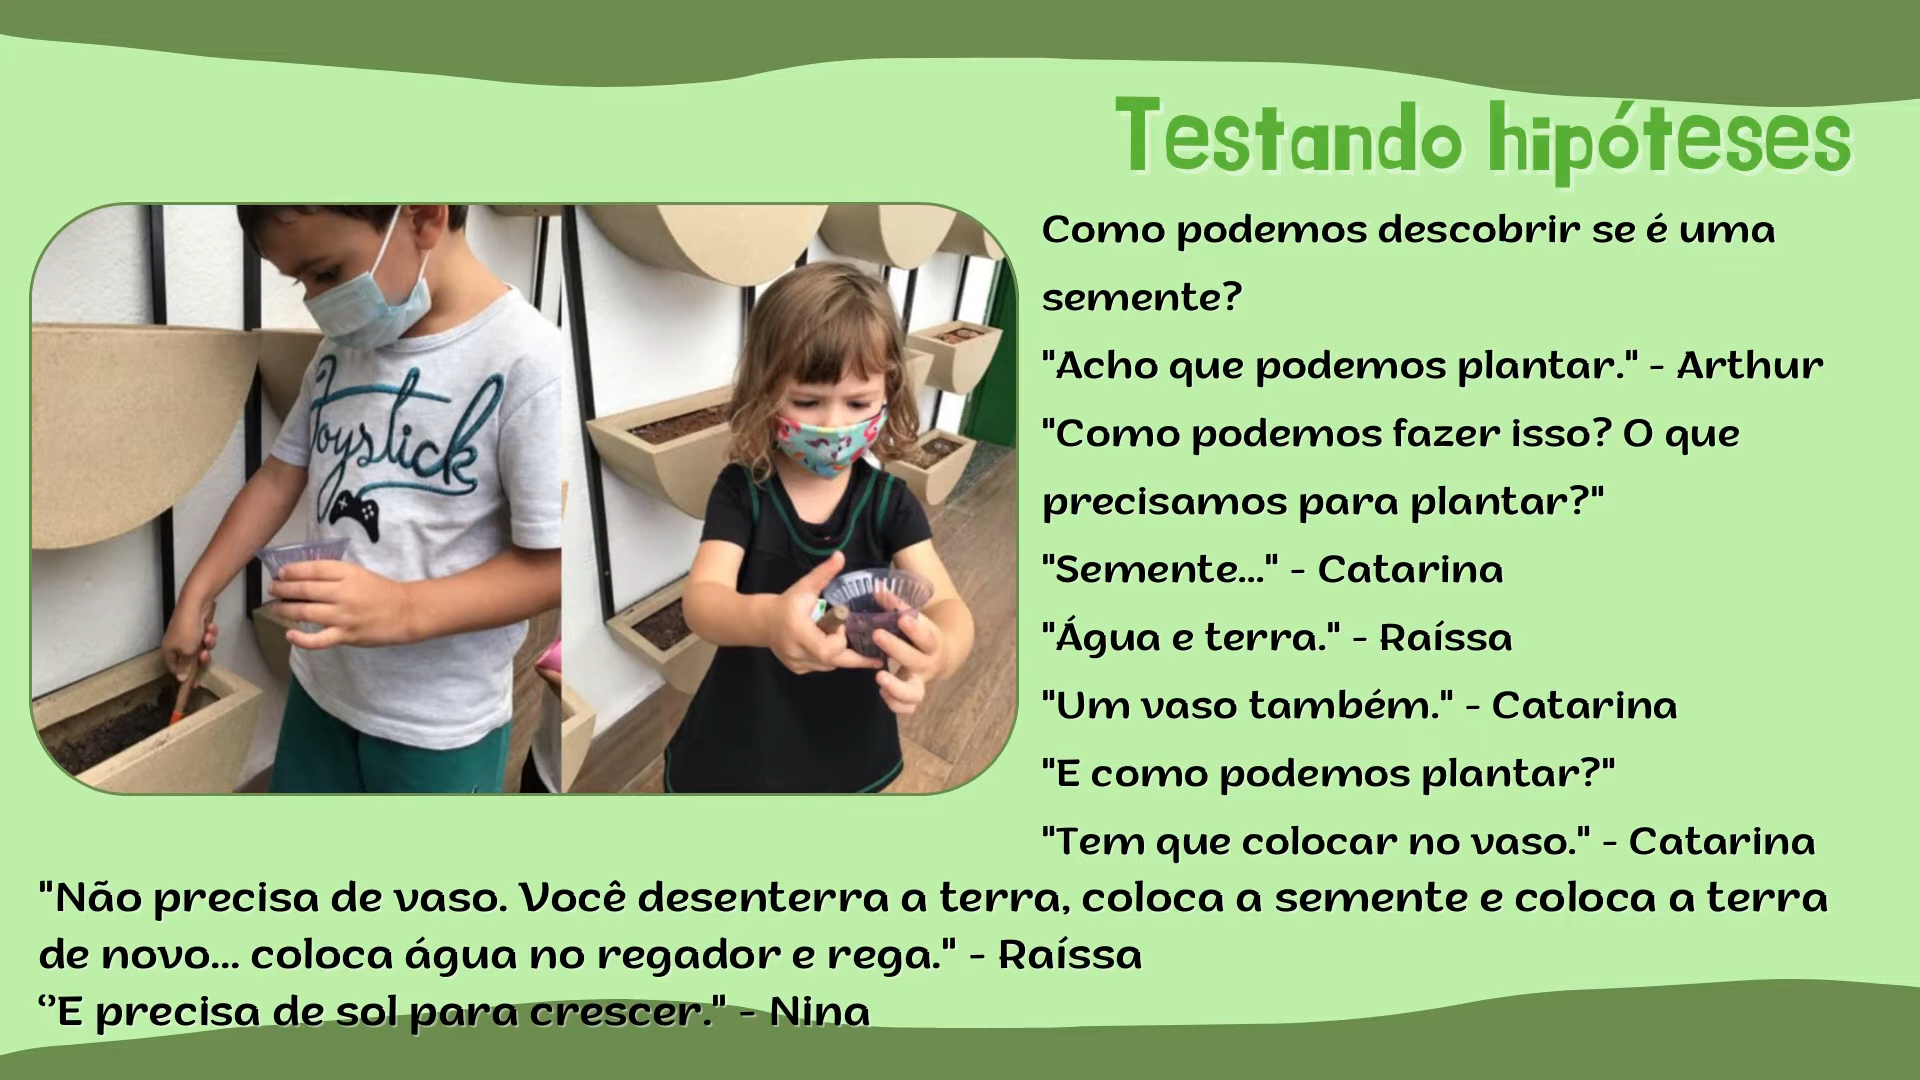 Testando hipóteses
Joystick
Como podemos descobrir se é uma
semente?
"Acho que podemos plantar." - Arthur
"Como podemos fazer isso? O que
precisamos para plantar?"
"Semente..." - Catarina
"Água e terra." - Raíssa
"Um vaso também." - Catarina
"E como podemos plantar?"
"Tem que colocar no vaso." - Catarina
"Não precisa de vaso. Você desenterra a terra, coloca a semente e coloca a terra
de novo... coloca água no regador e rega." - Raíssa
“E precisa de sol para crescer." - Nina